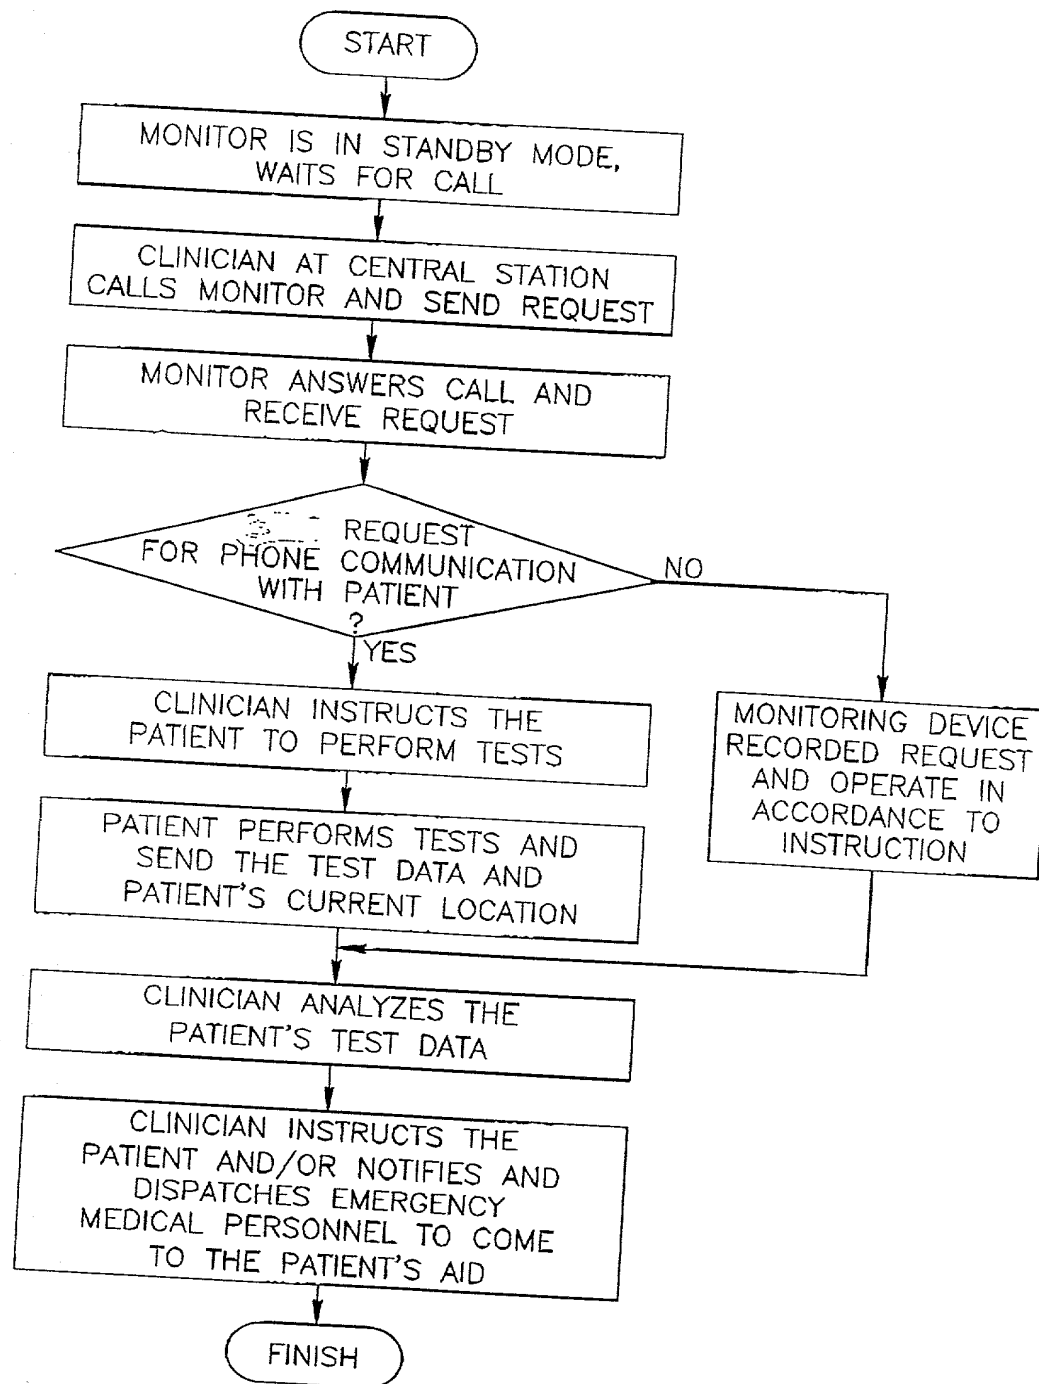 START
MONITOR IS IN STANDBY MODE,
WAITS FOR CALL
CLINICIAN AT CENTRAL STATION
CALLS MONITOR AND SEND REQUEST
MONITOR ANSWERS CALL AND
RECEIVE REQUEST
REQUEST
FOR PHONE COMMUNICATION
WITH PATIENT
?
NO
YES
CLINICIAN INSTRUCTS THE
PATIENT TO PERFORM TESTS
MONITORING DEVICE
RECORDED REQUEST
AND OPERATE IN
ACCORDANCE TO
INSTRUCTION
PATIENT PERFORMS TESTS AND
SEND THE TEST DATA AND
PATIENT'S CURRENT LOCATION
CLINICIAN ANALYZES THE
PATIENT'S TEST DATA
CLINICIAN INSTRUCTS THE
PATIENT AND/OR NOTIFIES AND
DISPATCHES EMERGENCY
MEDICAL PERSONNEL TO COME
TO THE PATIENT'S AID
FINISH